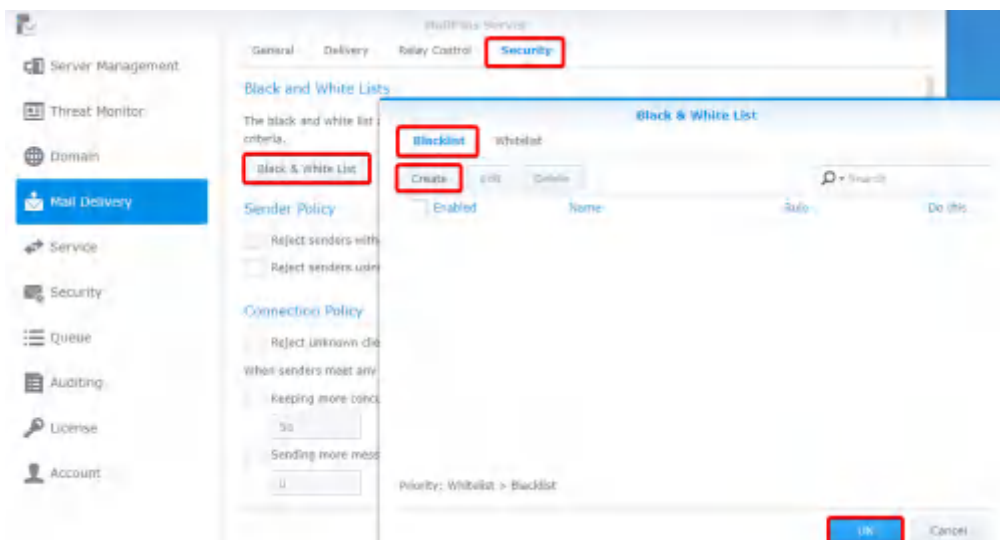 MailPlus Server
General Delivery Relay Control Security
Server Management
Threat Monitor
Domain
Mail Delivery
Service
Security
Queue
Auditing
License
Account
Black and White Lists
The black and white list
criteria.
Black & White List
Sender Policy
Reject senders with
Reject senders usin
Connection Policy
Reject unknown clie
When senders meet any
Keeping more concu
50
Sending more mess
0
Black & White List
Blacklist Whitelist
Create Edit Delete Search
Enabled Name Rule Do this
Priority: Whitelist > Blacklist
OK Cancel